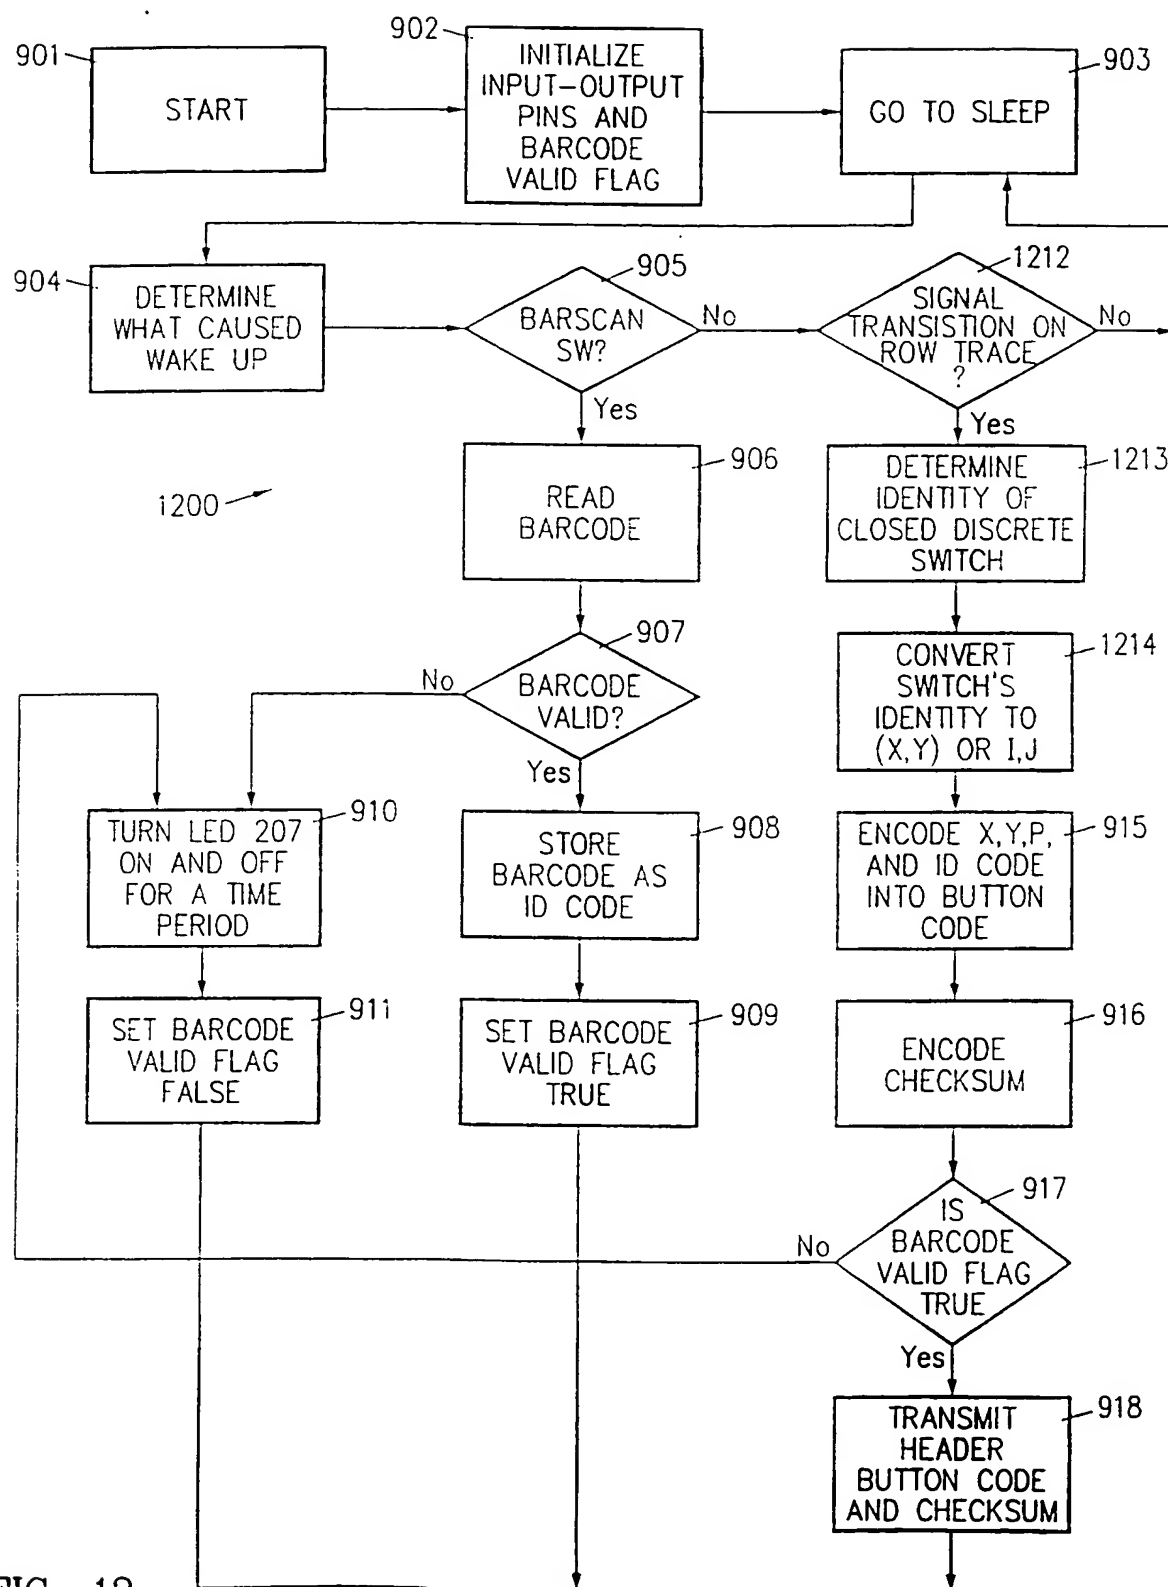 901
START
902
INITIALIZE
INPUT-OUTPUT
PINS AND
BARCODE
VALID FLAG
903
GO TO SLEEP
904
DETERMINE
WHAT CAUSED
WAKE UP
905
BARSCAN
SW?
No
Yes
1212
SIGNAL
TRANSISTION ON
ROW TRACE
?
No
Yes
1200
906
READ
BARCODE
1213
DETERMINE
IDENTITY OF
CLOSED DISCRETE
SWITCH
907
BARCODE
VALID?
No
Yes
1214
CONVERT
SWITCH'S
IDENTITY TO
(X,Y) OR I,J
910
TURN LED 207
ON AND OFF
FOR A TIME
PERIOD
908
STORE
BARCODE AS
ID CODE
915
ENCODE X,Y,P,
AND ID CODE
INTO BUTTON
CODE
911
SET BARCODE
VALID FLAG
FALSE
909
SET BARCODE
VALID FLAG
TRUE
916
ENCODE
CHECKSUM
917
IS
BARCODE
VALID FLAG
TRUE
No
Yes
918
TRANSMIT
HEADER
BUTTON CODE
AND CHECKSUM